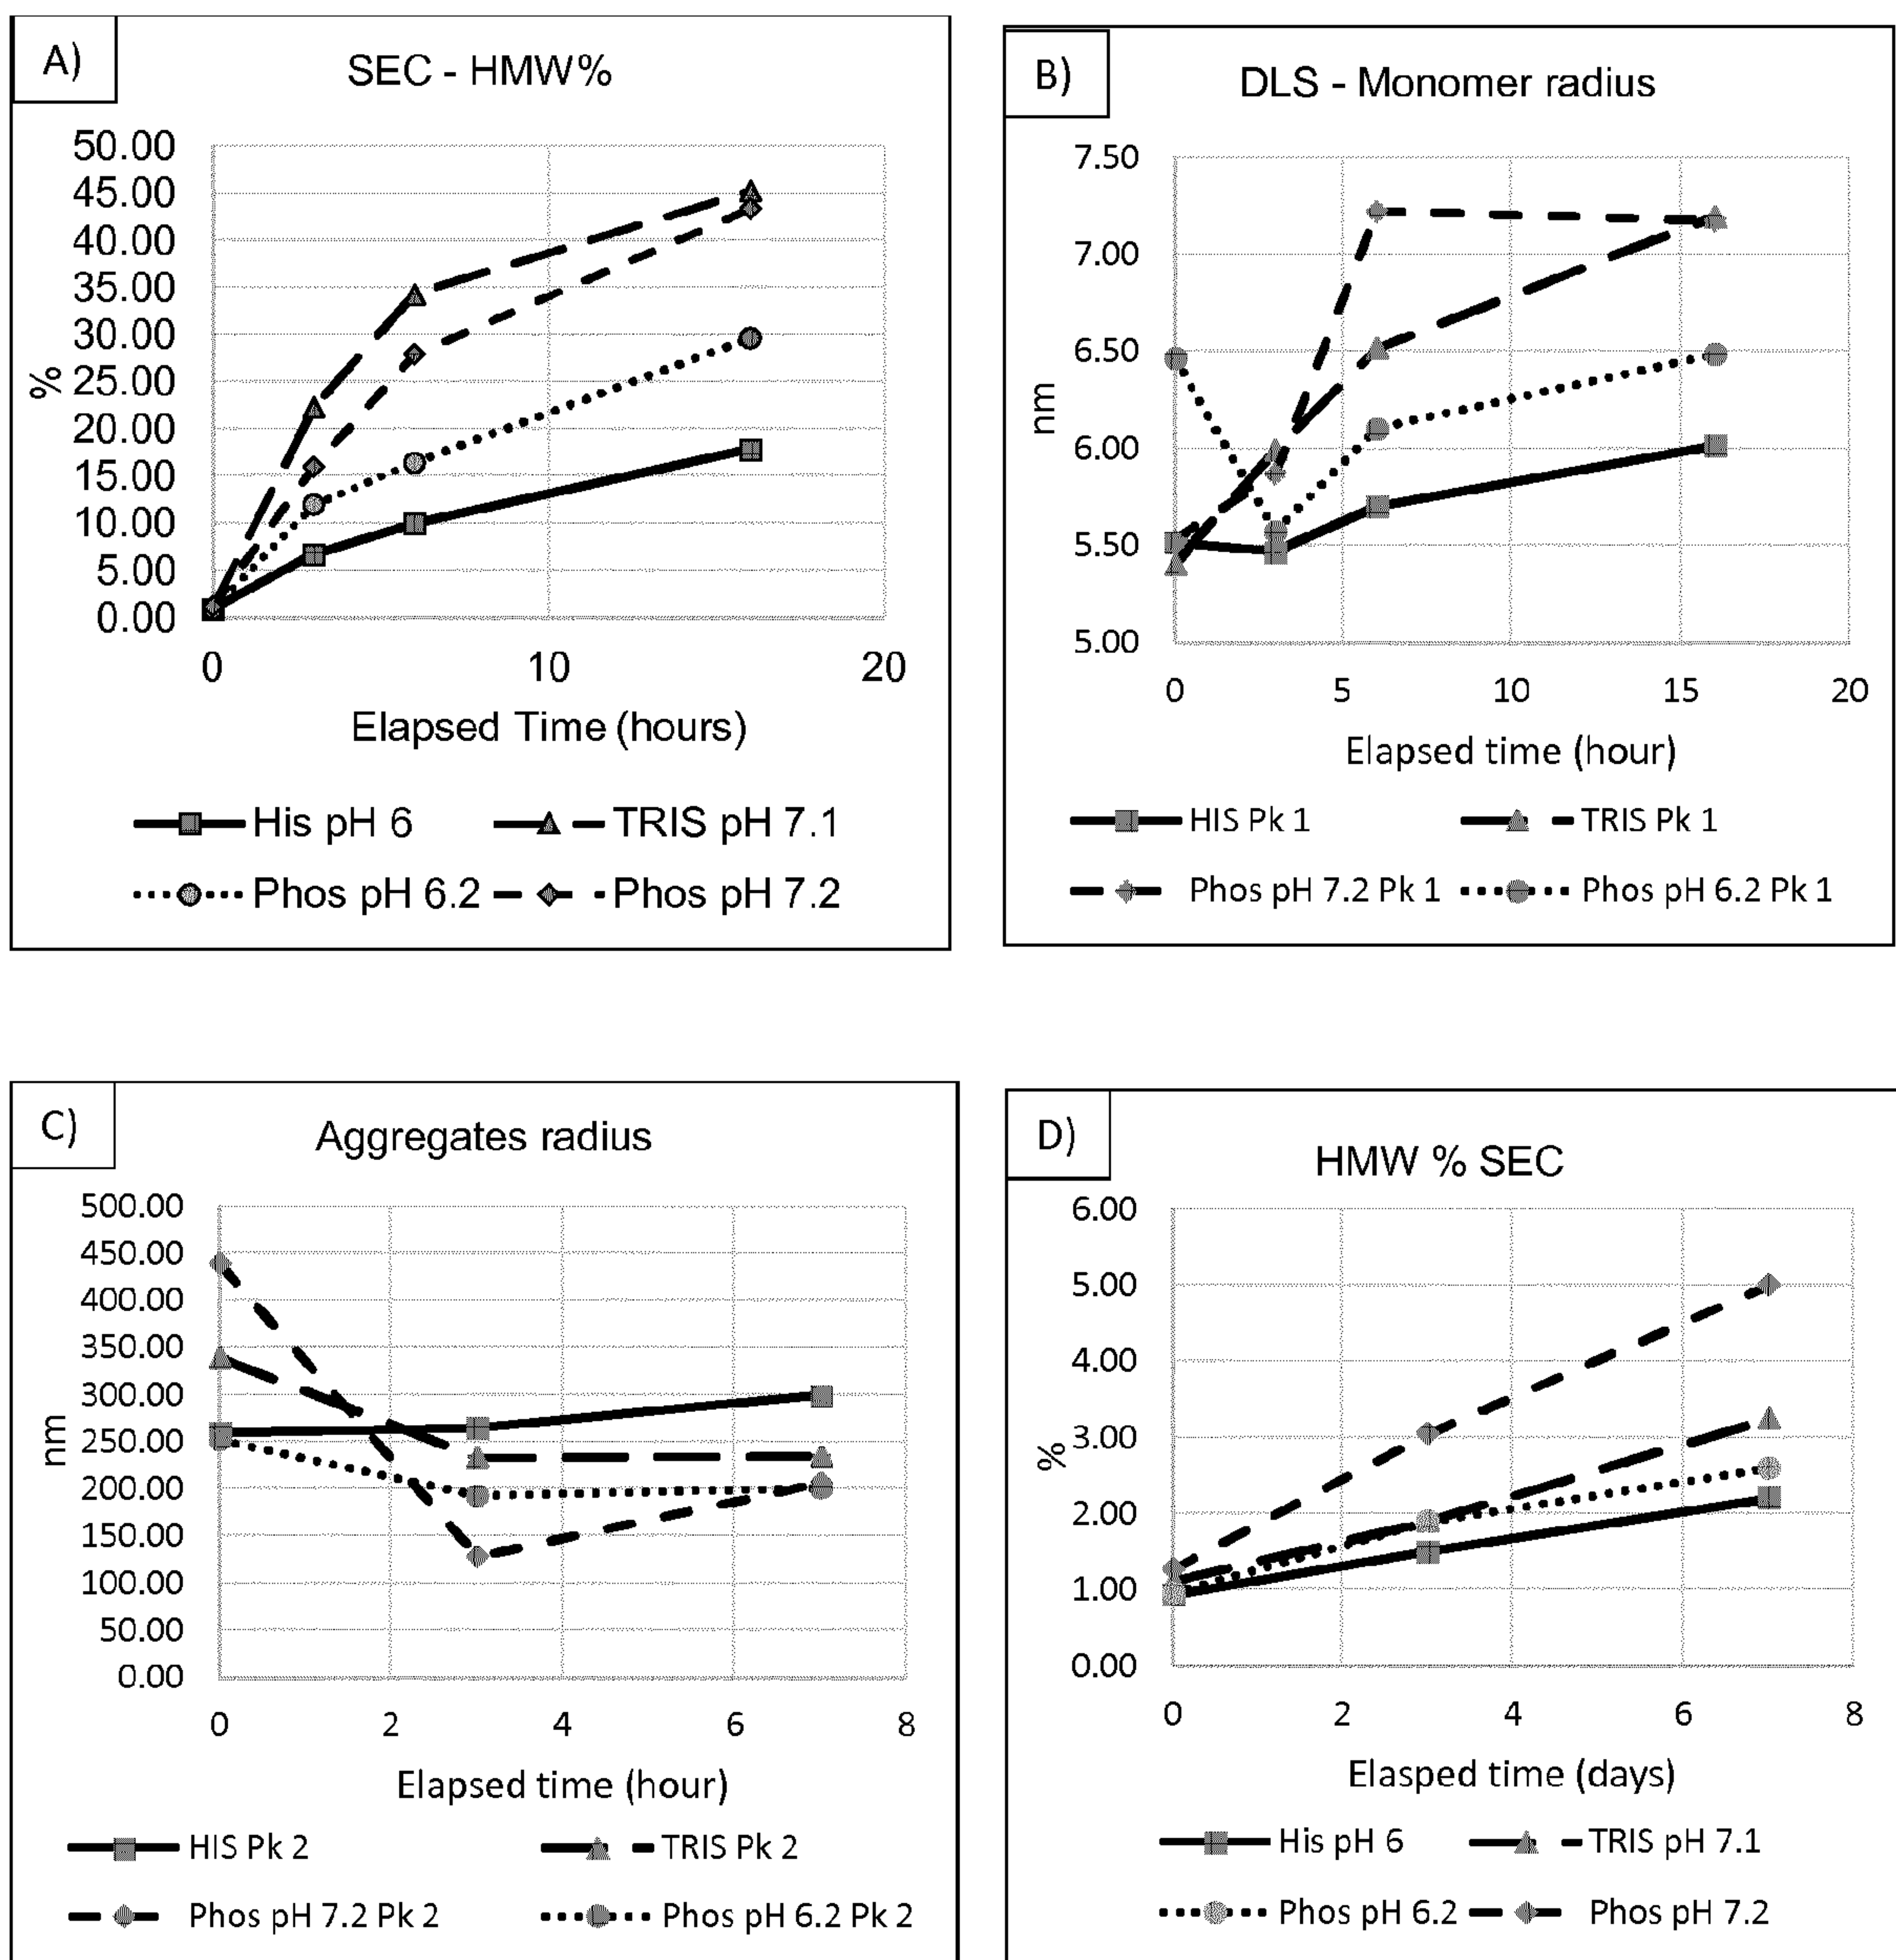 A)
SEC - HMW%
50.00
45.00
40.00
35.00
30.00
25.00
20.00
15.00
10.00
5.00
0.00
%
0 10 20
Elapsed Time (hours)
His pH 6 TRIS pH 7.1
Phos pH 6.2 Phos pH 7.2
B)
DLS - Monomer radius
7.50
7.00
6.50
6.00
5.50
5.00
nm
0 5 10 15 20
Elapsed time (hour)
HIS Pk 1 TRIS Pk 1
Phos pH 7.2 Pk 1 Phos pH 6.2 Pk 1
C)
Aggregates radius
500.00
450.00
400.00
350.00
300.00
250.00
200.00
150.00
100.00
50.00
0.00
nm
0 2 4 6 8
Elapsed time (hour)
HIS Pk 2 TRIS Pk 2
Phos pH 7.2 Pk 2 Phos pH 6.2 Pk 2
D)
HMW % SEC
6.00
5.00
4.00
3.00
2.00
1.00
0.00
%
0 2 4 6 8
Elasped time (days)
His pH 6 TRIS pH 7.1
Phos pH 6.2 Phos pH 7.2